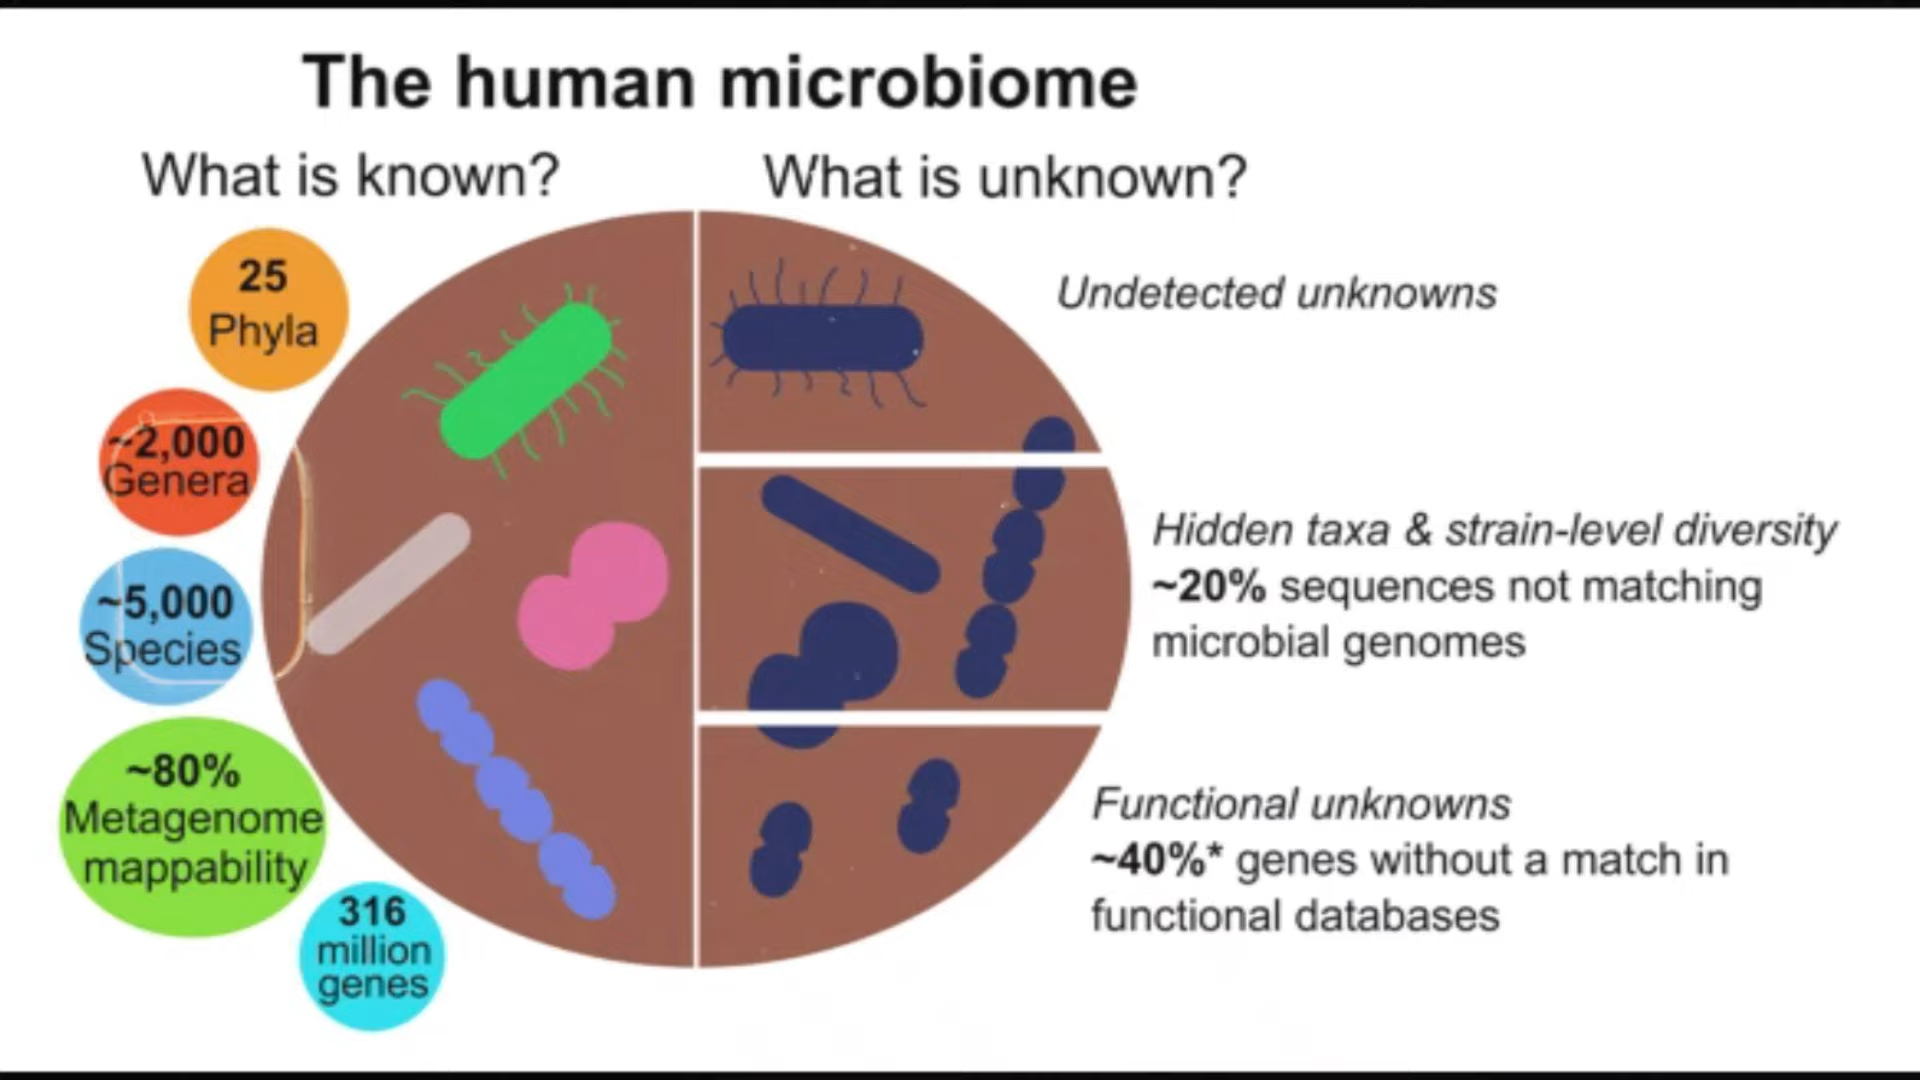 The human microbiome
What is known?
What is unknown?
25
Phyla
~2,000
Genera
~5,000
Species
~80%
Metagenome
mappability
316
million
genes
Undetected unknowns
Hidden taxa & strain-level diversity
~20% sequences not matching
microbial genomes
Functional unknowns
~40%* genes without a match in
functional databases